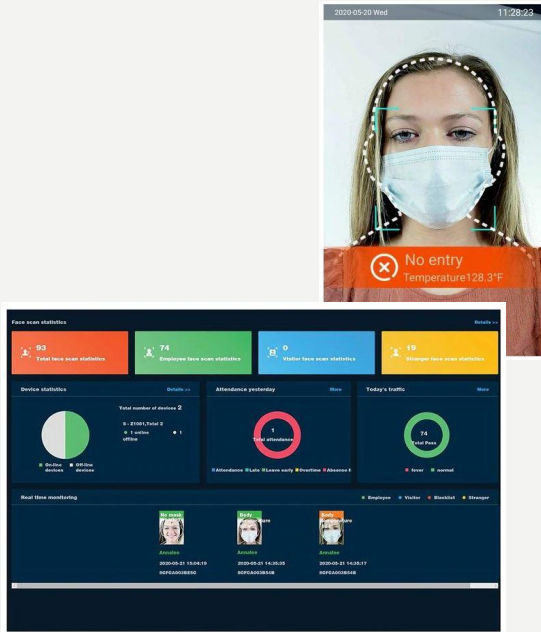 2020-05-20 Wed
11:28:23
No entry
Temperature128.3°F
Face scan statistics
Details >>
93
Total face scan statistics
74
Employee face scan statistics
0
Visitor face scan statistics
19
Stranger face scan statistics
Device statistics
Details >>
Total number of devices 2
Total 2
1 online
1
offline
On-line
devices
Off-line
devices
Attendance yesterday
More
1
Total attendance
Attendance Late Leave early Overtime Absence
Today's traffic
More
74
Total Pass
fever normal
Real time monitoring
Employee Visitor Blacklist Stranger
No mask
Annalee
2020-05-21 15:04:19
Body
Annalee
2020-05-21 14:35:35
Body
Annalee
2020-05-21 14:35:17